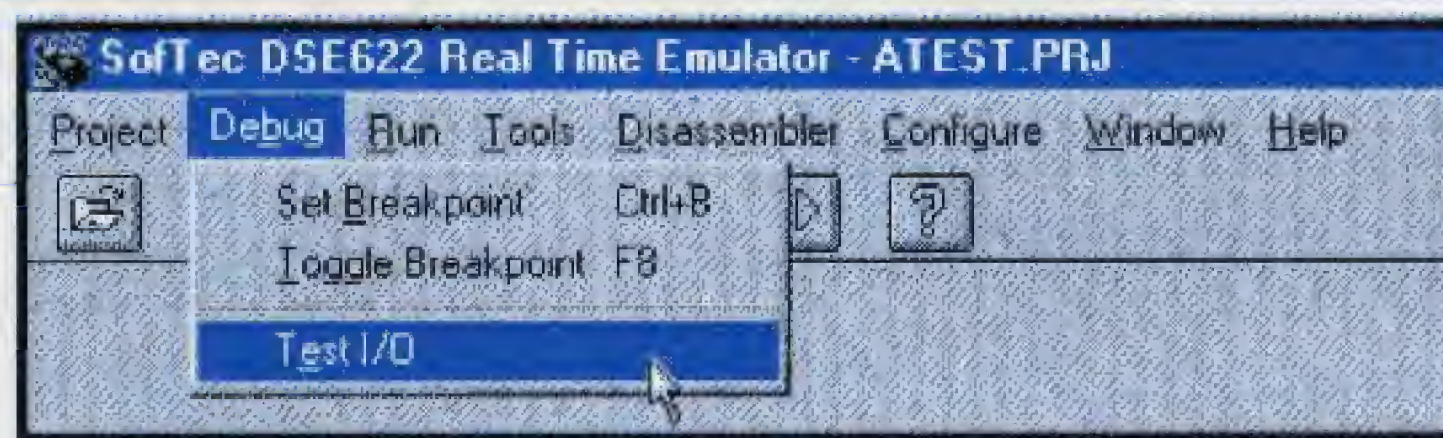 SofTec DSE622 Real Time Emulator - ATEST.PRJ
Project Debug Run Tools Disassembler Configure Window Help
Set Breakpoint Ctrl+B
?
Toggle Breakpoint F8
Test I/O